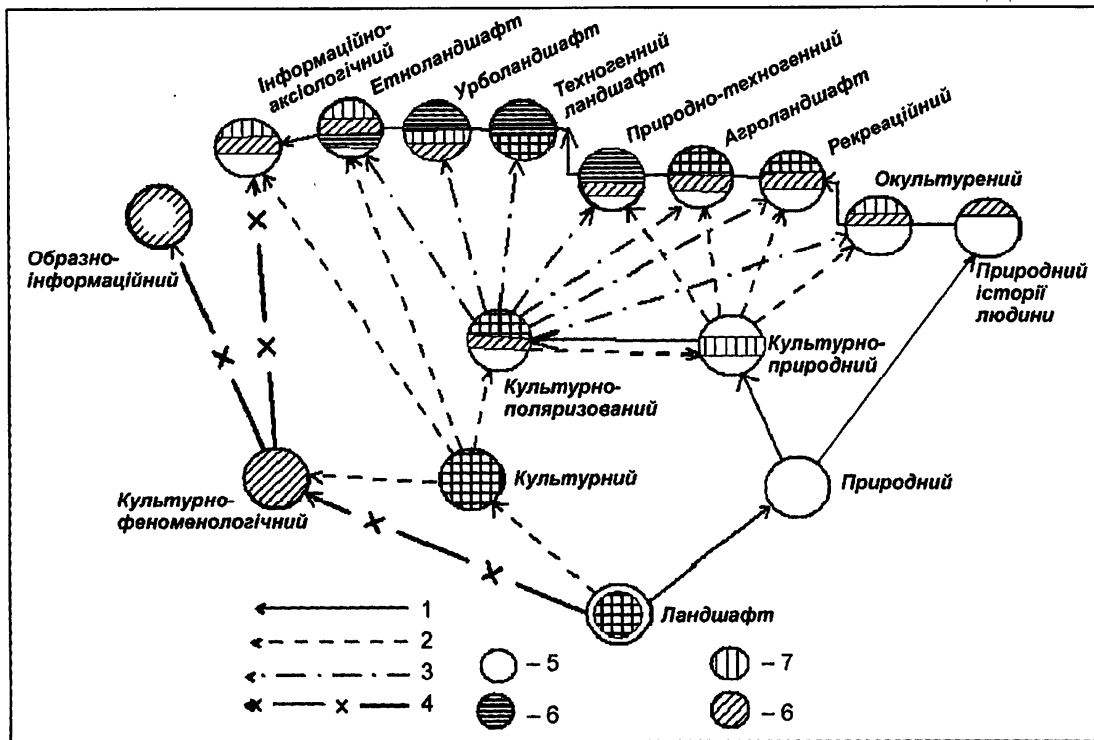 Інформаційно-
аксіологічний
Етноландшафт
Урболандшафт
Техногенний
ландшафт
Природно-техногенний
Агроландшафт
Рекреаційний
Окультурений
Природний
історії
людини
Образно-
інформаційний
Культурно-
поляризований
Культурно-
природний
Культурно-
феноменологічний
Культурний
Природний
Ландшафт
1
2
3
4
– 5
– 6
– 7
– 6